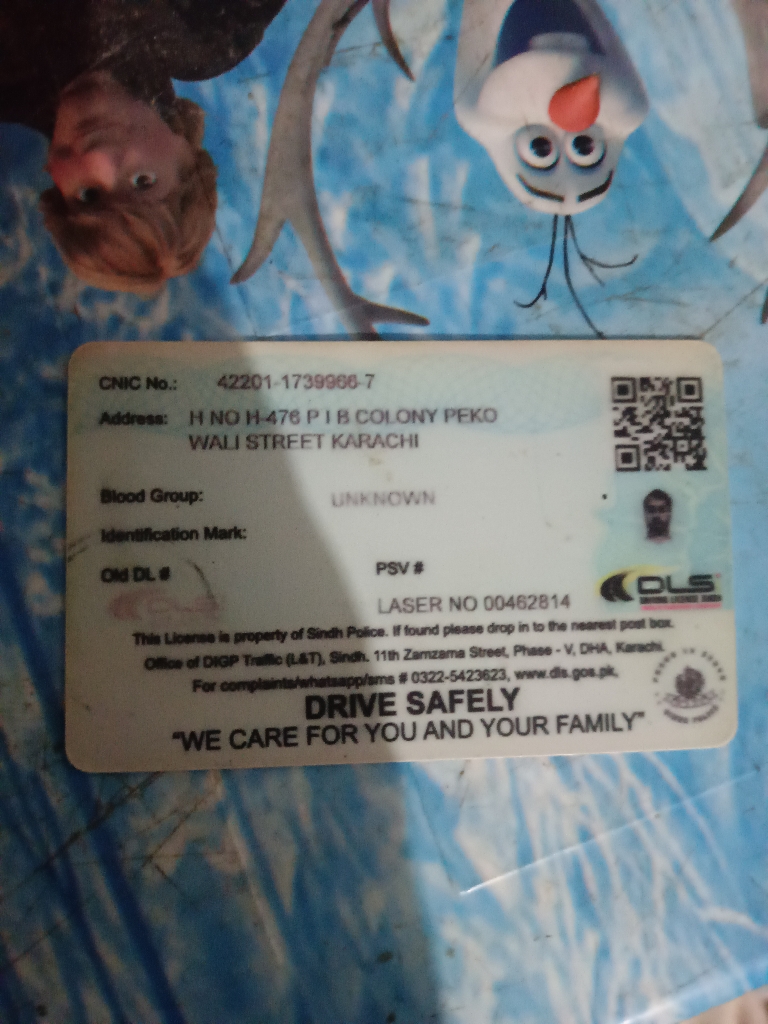 CNIC No.: 42201-1739966-7
Address: H NO H-476 P I B COLONY PEKO
WALI STREET KARACHI
Blood Group: UNKNOWN
Identification Mark:
Old DL # PSV #
DLS
DLS
LASER NO 00462814
This License is property of Sindh Police. If found please drop in to the nearest post box.
Office of DIGP Traffic (L&T), Sindh. 11th Zamzama Street, Phase - V, DHA, Karachi.
For complaints/whatsapp/sms # 0322-5423623, www.dls.gos.pk,
DRIVE SAFELY
"WE CARE FOR YOU AND YOUR FAMILY"